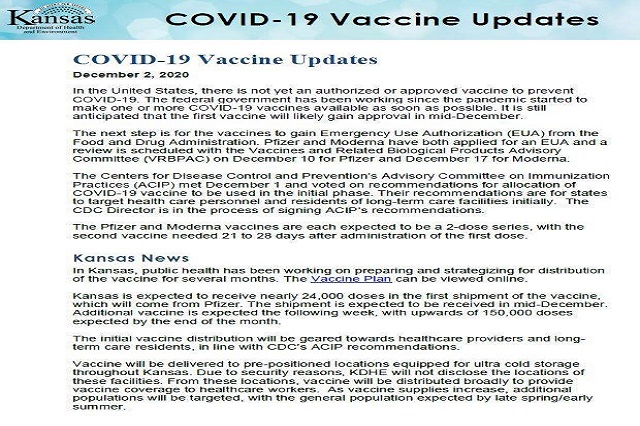 Kansas
Department of Health
and Environment
COVID-19 Vaccine Updates
COVID-19 Vaccine Updates
December 2, 2020
In the United States, there is not yet an authorized or approved vaccine to prevent
COVID-19. The federal government has been working since the pandemic started to
make one or more COVID-19 vaccines available as soon as possible. It is still
anticipated that the first vaccine will likely gain approval in mid-December.
The next step is for the vaccines to gain Emergency Use Authorization (EUA) from the
Food and Drug Administration. Pfizer and Moderna have both applied for an EUA and a
review is scheduled with the Vaccines and Related Biological Products Advisory
Committee (VRBPAC) on December 10 for Pfizer and December 17 for Moderna.
The Centers for Disease Control and Prevention's Advisory Committee on Immunization
Practices (ACIP) met December 1 and voted on recommendations for allocation of
COVID-19 vaccine to be used in the initial phase. Their recommendations are for states
to target health care personnel and residents of long-term care facilities initially. The
CDC Director is in the process of signing ACIP's recommendations.
The Pfizer and Moderna vaccines are each expected to be a 2-dose series, with the
second vaccine needed 21 to 28 days after administration of the first dose.
Kansas News
In Kansas, public health has been working on preparing and strategizing for distribution
of the vaccine for several months. The Vaccine Plan can be viewed online.
Kansas is expected to receive nearly 24,000 doses in the first shipment of the vaccine,
which will come from Pfizer. The shipment is expected to be received in mid-December.
Additional vaccine is expected the following week, with upwards of 150,000 doses
expected by the end of the month.
The initial vaccine distribution will be geared towards healthcare providers and long-
term care residents, in line with CDC's ACIP recommendations.
Vaccine will be delivered to pre-positioned locations equipped for ultra cold storage
throughout Kansas. Due to security reasons, KDHE will not disclose the locations of
these facilities. From these locations, vaccine will be distributed broadly to provide
vaccine coverage to healthcare workers. As vaccine supplies increase, additional
populations will be targeted, with the general population expected by late spring/early
summer.